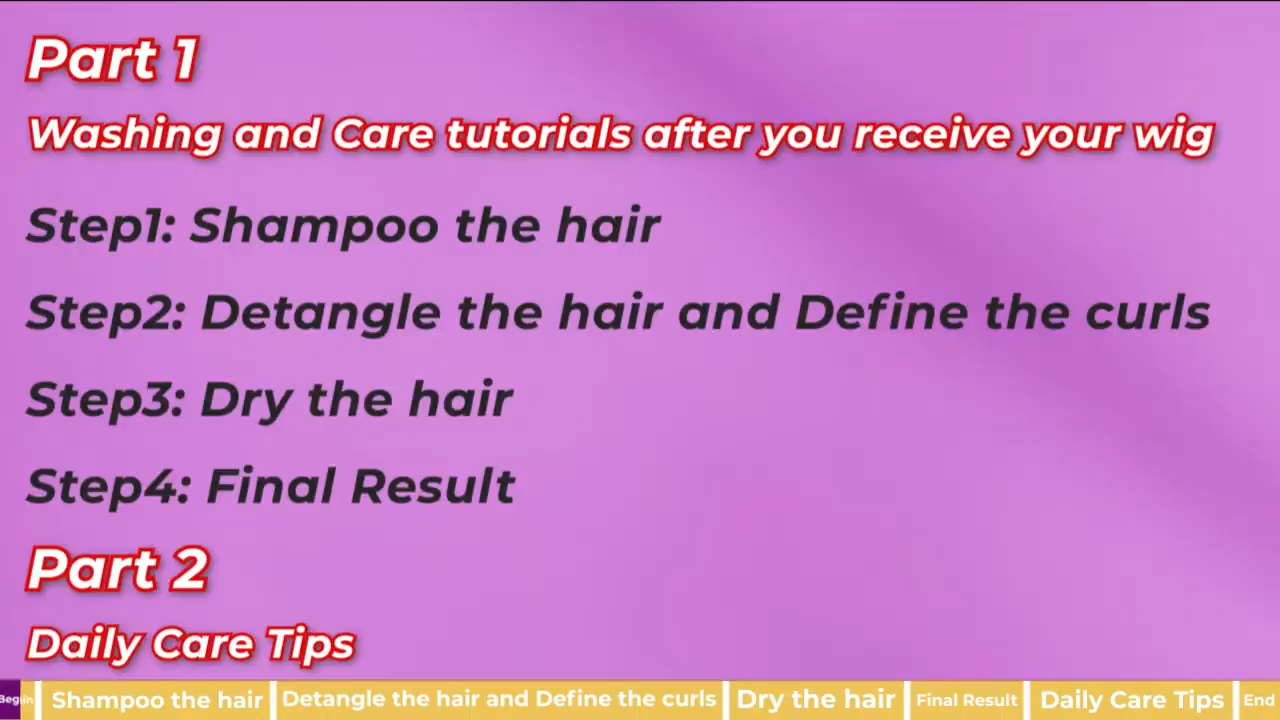 Part 1
Washing and Care tutorials after you receive your wig
Step1: Shampoo the hair
Step2: Detangle the hair and Define the curls
Step3: Dry the hair
Step4: Final Result
Part 2
Daily Care Tips
Begin Shampoo the hair Detangle the hair and Define the curls Dry the hair Final Result Daily Care Tips End